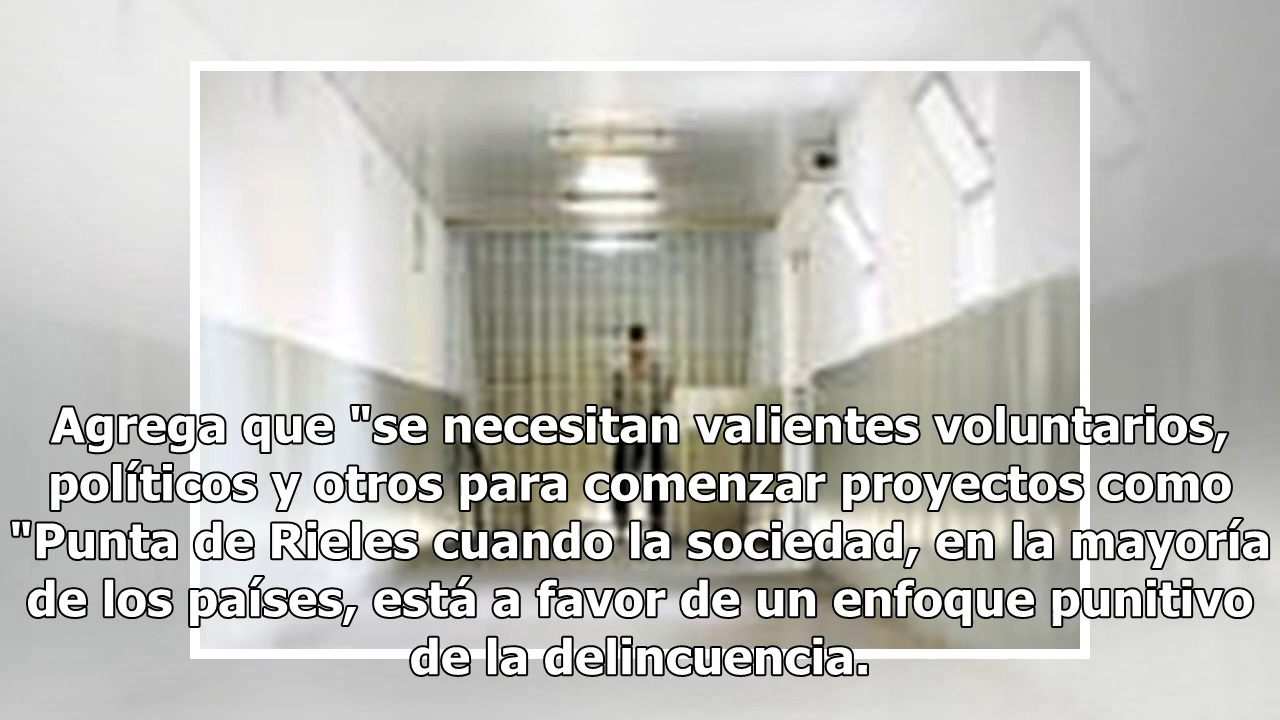 Agrega que "se necesitan valientes voluntarios,
políticos y otros para comenzar proyectos como
"Punta de Rieles cuando la sociedad, en la mayoría
de los países, está a favor de un enfoque punitivo
de la delincuencia.